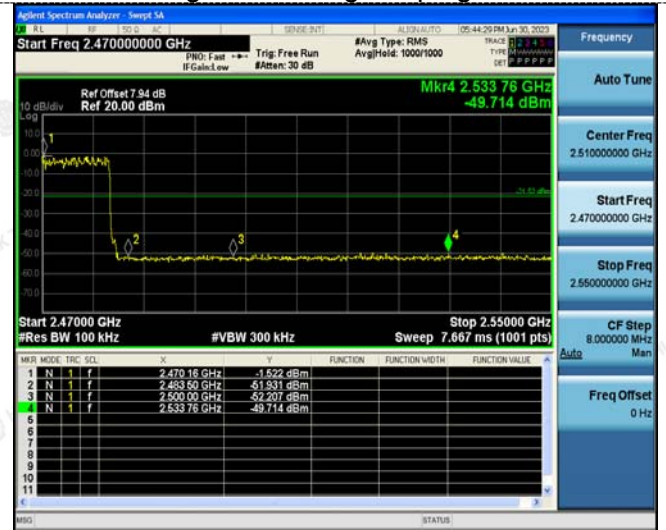 Agilent Spectrum Analyzer - Swept SA
RL RF 50 Ω AC SENSE:INT ALIGN AUTO 05:44:29 PM Jun 30, 2023
Start Freq 2.470000000 GHz
PNO: Fast
IFGain:Low
Trig: Free Run
#Atten: 30 dB
#Avg Type: RMS
Avg|Hold: 1000/1000
TRACE 1 2 3 4 5 6
TYPE
DET P P P P P P
Frequency
Auto Tune
Center Freq
2.510000000 GHz
Start Freq
2.470000000 GHz
Stop Freq
2.550000000 GHz
CF Step
8.000000 MHz
Auto Man
Freq Offset
0 Hz
Mkr4 2.533 76 GHz
-49.714 dBm
Ref Offset 7.94 dB
10 dB/div Ref 20.00 dBm
Log
10.0
0.00
-10.0
-20.0
-30.0
-40.0
-50.0
-60.0
-70.0
1
2
3
4
Start 2.47000 GHz Stop 2.55000 GHz
#Res BW 100 kHz #VBW 300 kHz Sweep 7.667 ms (1001 pts)
MKR MODE TRC SCL X Y FUNCTION FUNCTION WIDTH FUNCTION VALUE
1 N 1 f 2.470 16 GHz -1.522 dBm
2 N 1 f 2.483 50 GHz -51.931 dBm
3 N 1 f 2.500 00 GHz -52.207 dBm
4 N 1 f 2.533 76 GHz -49.714 dBm
5
6
7
8
9
10
11
MSG STATUS